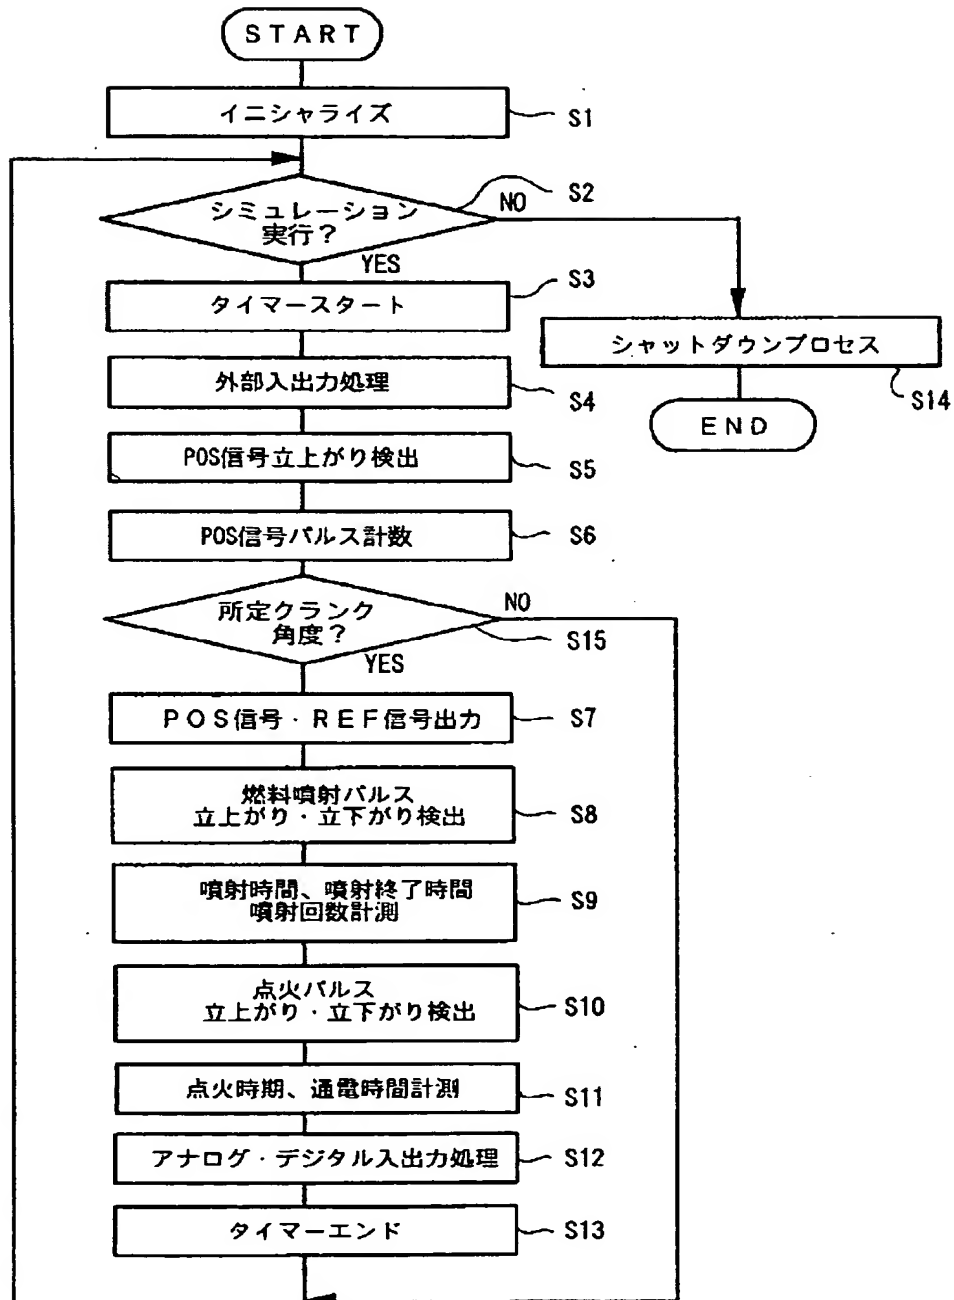 START
イニシャライズ
S1
シミュレーション
実行？
S2
NO
YES
タイマースタート
S3
シャットダウンプロセス
S14
END
外部入出力処理
S4
POS信号立上がり検出
S5
POS信号パルス計数
S6
所定クランク
角度？
NO
S15
YES
POS信号・REF信号出力
S7
燃料噴射パルス
立上がり・立下がり検出
S8
噴射時間、噴射終了時間
噴射回数計測
S9
点火パルス
立上がり・立下がり検出
S10
点火時期、通電時間計測
S11
アナログ・デジタル入出力処理
S12
タイマーエンド
S13